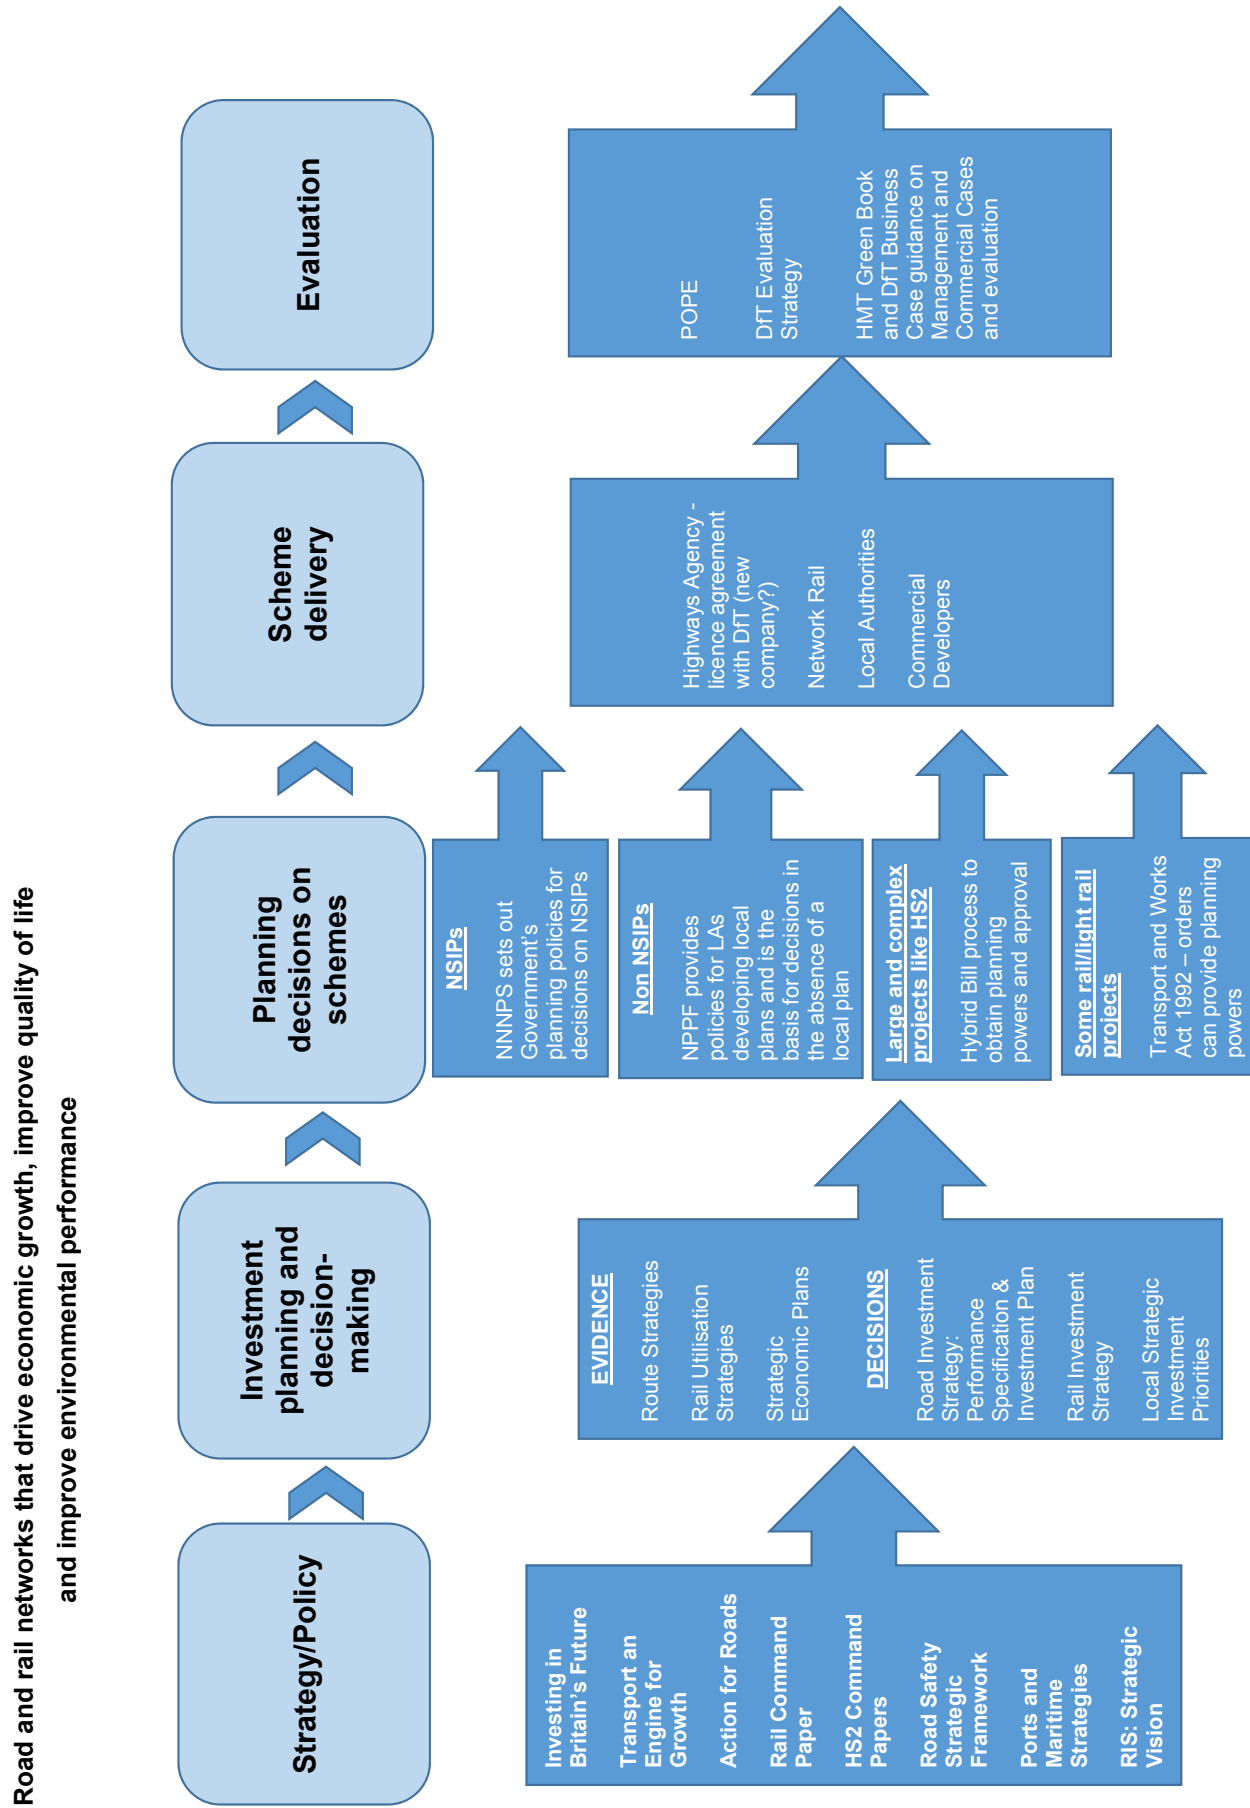 Road and rail networks that drive economic growth, improve quality of life
and improve environmental performance
Strategy/Policy
Investment
planning and
decision-
making
Planning
decisions on
schemes
Scheme
delivery
Evaluation
Investing in
Britain's Future
Transport an
Engine for
Growth
Action for Roads
Rail Command
Paper
HS2 Command
Papers
Road Safety
Strategic
Framework
Ports and
Maritime
Strategies
RIS: Strategic
Vision
EVIDENCE
Route Strategies
Rail Utilisation
Strategies
Strategic
Economic Plans
DECISIONS
Road Investment
Strategy:
Performance
Specification &
Investment Plan
Rail Investment
Strategy
Local Strategic
Investment
Priorities
NSIPs
NNNPS sets out
Government's
planning policies for
decisions on NSIPs
Non NSIPs
NPPF provides
policies for LAs
developing local
plans and is the
basis for decisions in
the absence of a
local plan
Large and complex
projects like HS2
Hybrid Bill process to
obtain planning
powers and approval
Some rail/light rail
projects
Transport and Works
Act 1992 – orders
can provide planning
powers
Highways Agency -
licence agreement
with DfT (new
company?)
Network Rail
Local Authorities
Commercial
Developers
POPE
DfT Evaluation
Strategy
HMT Green Book
and DfT Business
Case guidance on
Management and
Commercial Cases
and evaluation